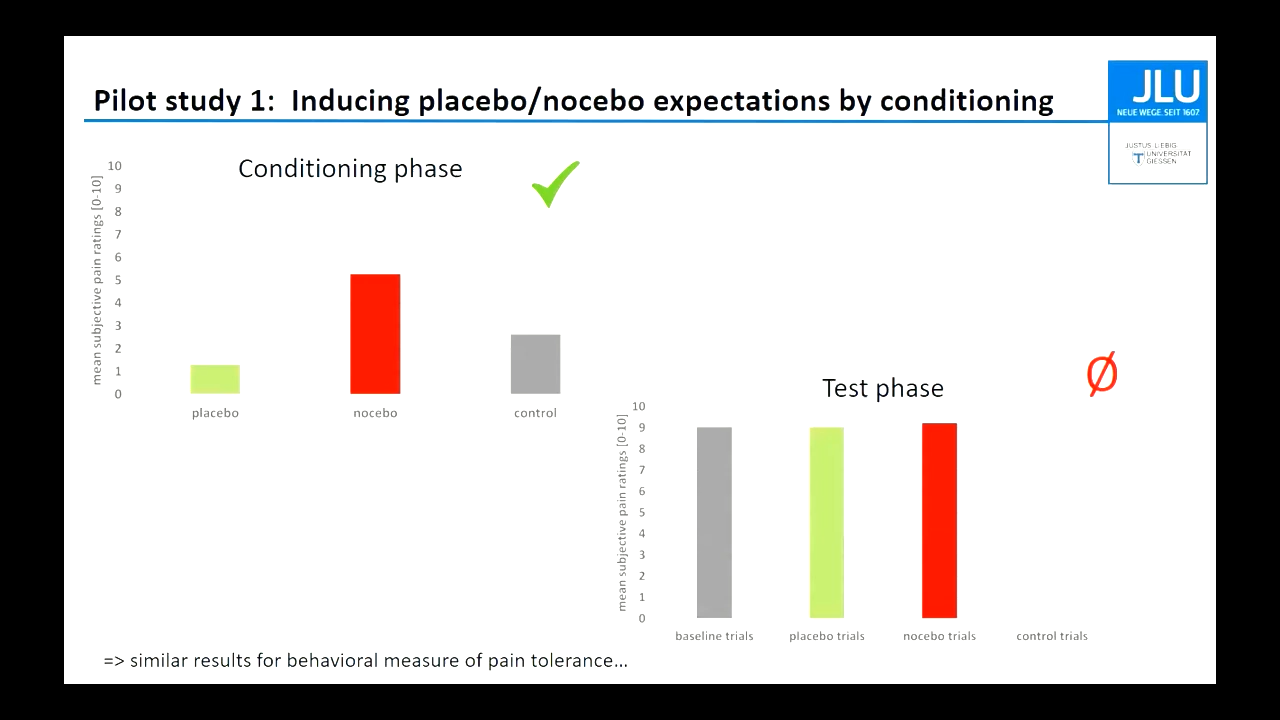 Pilot study 1: Inducing placebo/nocebo expectations by conditioning
JLU
NEUE WEGE. SEIT 1607
JUSTUS LIEBIG
UNIVERSITÄT
GIESSEN
Conditioning phase
mean subjective pain ratings [0-10]
10
9
8
7
6
5
4
3
2
1
0
placebo nocebo control
Test phase
Ø
mean subjective pain ratings [0-10]
10
9
8
7
6
5
4
3
2
1
0
baseline trials placebo trials nocebo trials control trials
=> similar results for behavioral measure of pain tolerance...